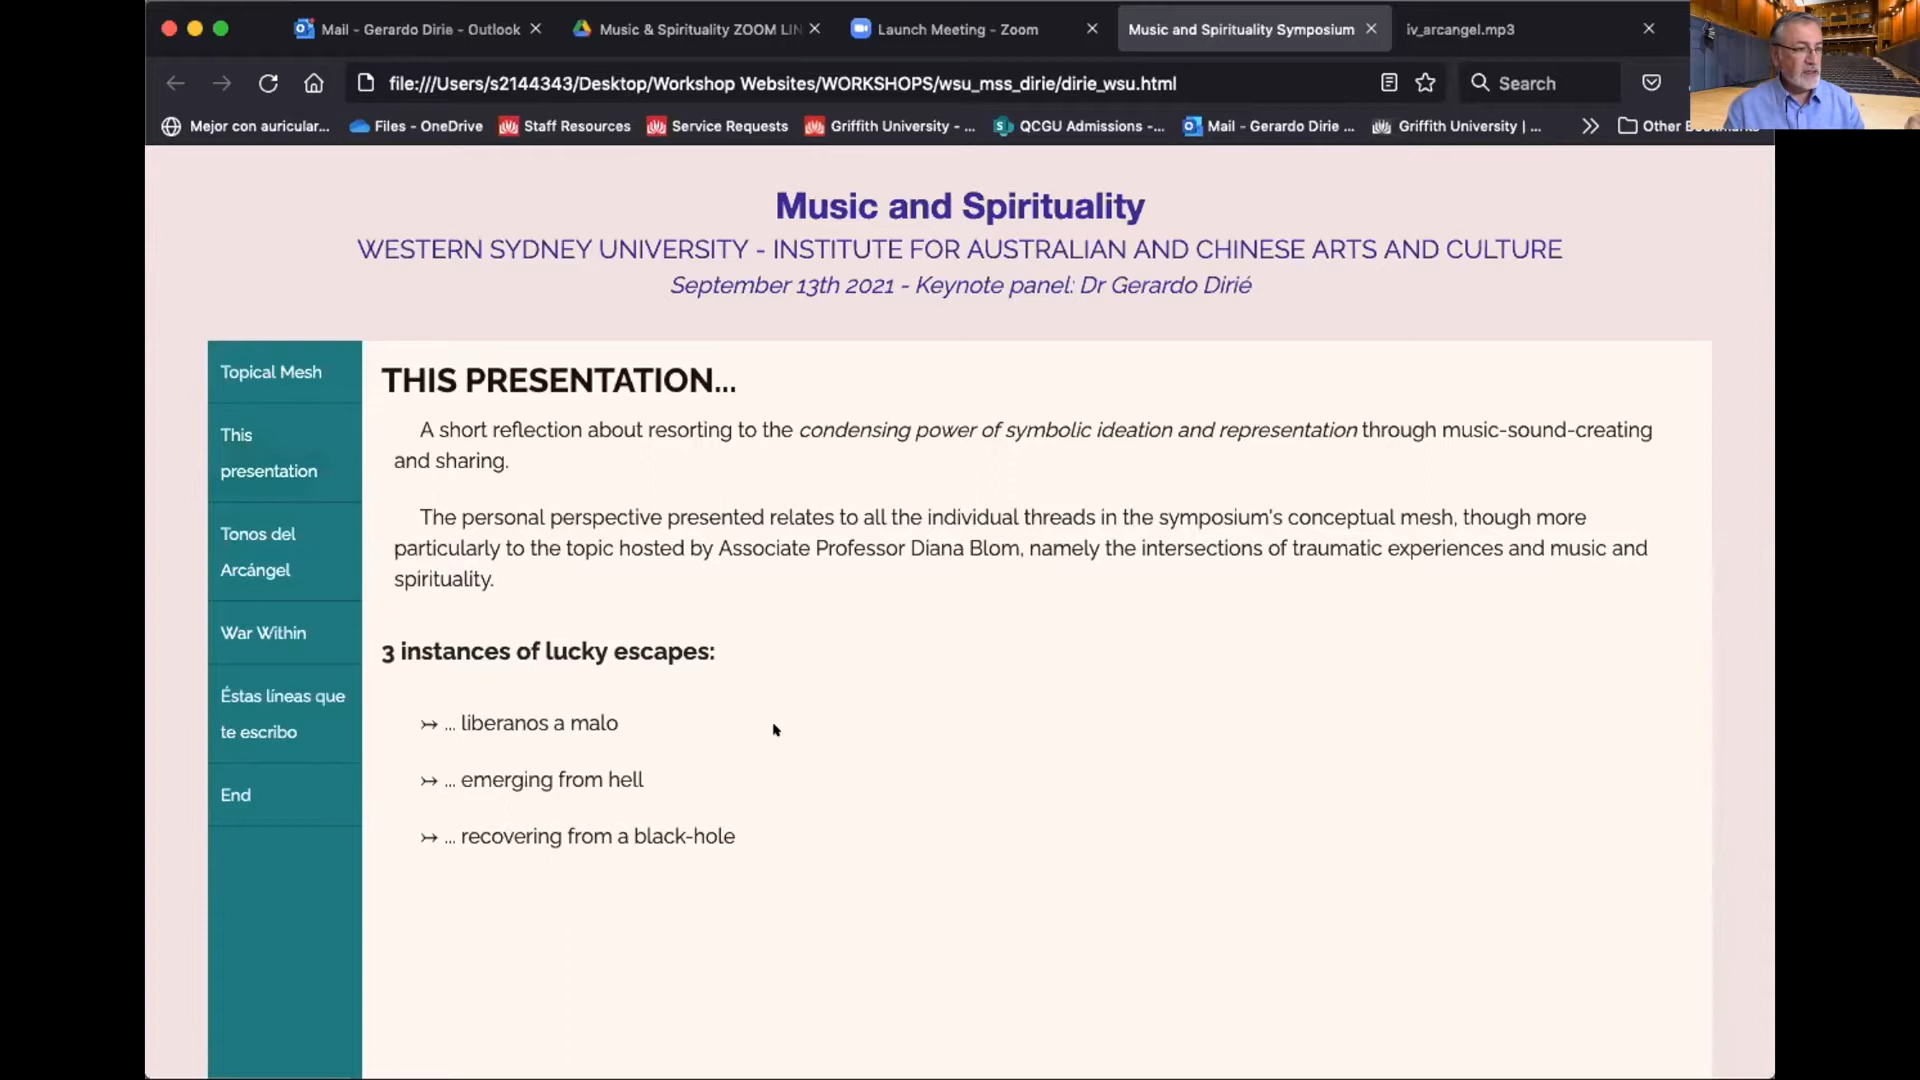 Mail - Gerardo Dirie - Outlook
Music & Spirituality ZOOM LIN
Launch Meeting - Zoom
Music and Spirituality Symposium
iv_arcangel.mp3
file:///Users/s2144343/Desktop/Workshop Websites/WORKSHOPS/wsu_mss_dirie/dirie_wsu.html
Search
Mejor con auricular...
Files - OneDrive
Staff Resources
Service Requests
Griffith University - ...
QCGU Admissions -...
Mail - Gerardo Dirie ...
Griffith University | ...
Other Bookmarks
Music and Spirituality
WESTERN SYDNEY UNIVERSITY - INSTITUTE FOR AUSTRALIAN AND CHINESE ARTS AND CULTURE
September 13th 2021 - Keynote panel: Dr Gerardo Dirié
Topical Mesh
This
presentation
Tonos del
Arcángel
War Within
Éstas líneas que
te escribo
End
THIS PRESENTATION...
A short reflection about resorting to the condensing power of symbolic ideation and representation through music-sound-creating
and sharing.
The personal perspective presented relates to all the individual threads in the symposium's conceptual mesh, though more
particularly to the topic hosted by Associate Professor Diana Blom, namely the intersections of traumatic experiences and music and
spirituality.
3 instances of lucky escapes:
↣ ... liberanos a malo
↣ ... emerging from hell
↣ ... recovering from a black-hole